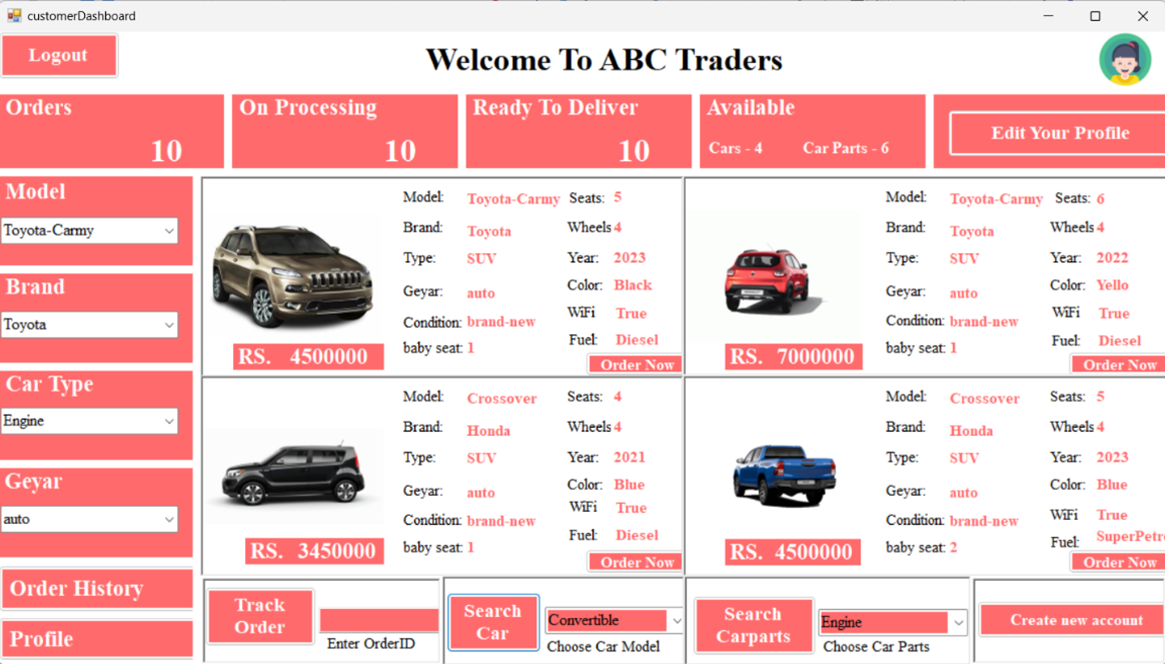 customerDashboard
Logout
Welcome To ABC Traders
Orders
10
On Processing
10
Ready To Deliver
10
Available
Cars - 4 Car Parts - 6
Edit Your Profile
Model
Toyota-Carmy
Brand
Toyota
Car Type
Engine
Geyar
auto
Order History
Profile
Model: Toyota-Carmy Seats: 5
Brand: Toyota Wheels 4
Type: SUV Year: 2023
Geyar: auto Color: Black
Condition: brand-new WiFi True
baby seat: 1 Fuel: Diesel
RS. 4500000
Order Now
Model: Toyota-Carmy Seats: 6
Brand: Toyota Wheels 4
Type: SUV Year: 2022
Geyar: auto Color: Yello
Condition: brand-new WiFi True
baby seat: 1 Fuel: Diesel
RS. 7000000
Order Now
Model: Crossover Seats: 4
Brand: Honda Wheels 4
Type: SUV Year: 2021
Geyar: auto Color: Blue
Condition: brand-new WiFi True
baby seat: 1 Fuel: Diesel
RS. 3450000
Order Now
Model: Crossover Seats: 5
Brand: Honda Wheels 4
Type: SUV Year: 2023
Geyar: auto Color: Blue
Condition: brand-new WiFi True
baby seat: 2 Fuel: SuperPetr
RS. 4500000
Order Now
Track
Order
Enter OrderID
Search
Car
Convertible
Choose Car Model
Search
Carparts
Engine
Choose Car Parts
Create new account